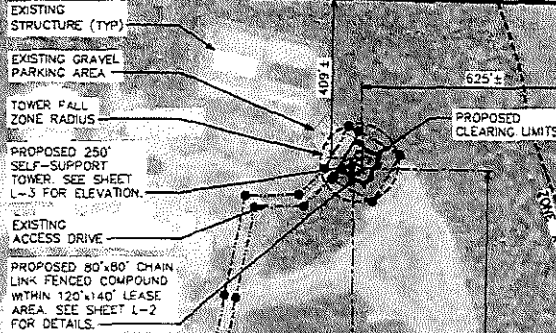 EXISTING
STRUCTURE (TYP)
EXISTING GRAVEL
PARKING AREA
TOWER FALL
ZONE RADIUS
PROPOSED 250'
SELF-SUPPORT
TOWER. SEE SHEET
L-3 FOR ELEVATION.
EXISTING
ACCESS DRIVE
PROPOSED 80'x80' CHAIN
LINK FENCED COMPOUND
WITHIN 120'x140' LEASE
AREA. SEE SHEET L-2
FOR DETAILS.
409'±
625'±
PROPOSED
CLEARING LIMITS